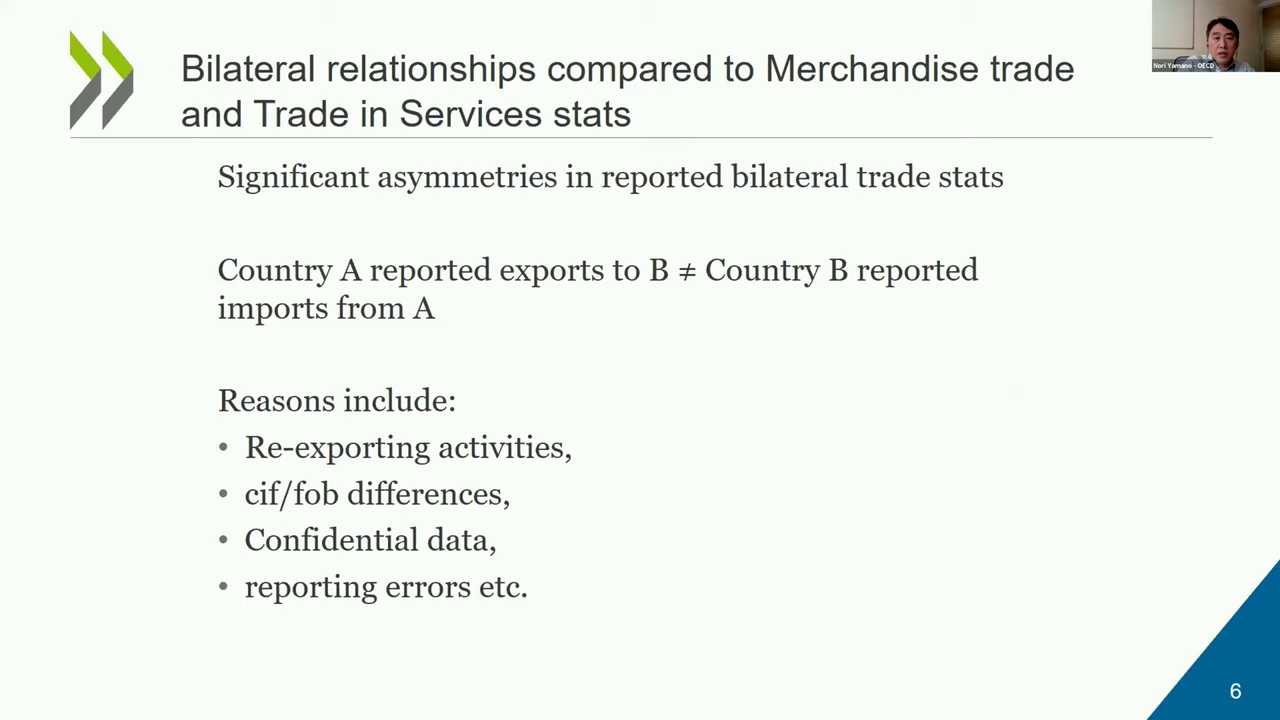 Bilateral relationships compared to Merchandise trade
and Trade in Services stats
Nori Yamano - OECD
Significant asymmetries in reported bilateral trade stats
Country A reported exports to B ≠ Country B reported
imports from A
Reasons include:
• Re-exporting activities,
• cif/fob differences,
• Confidential data,
• reporting errors etc.
6